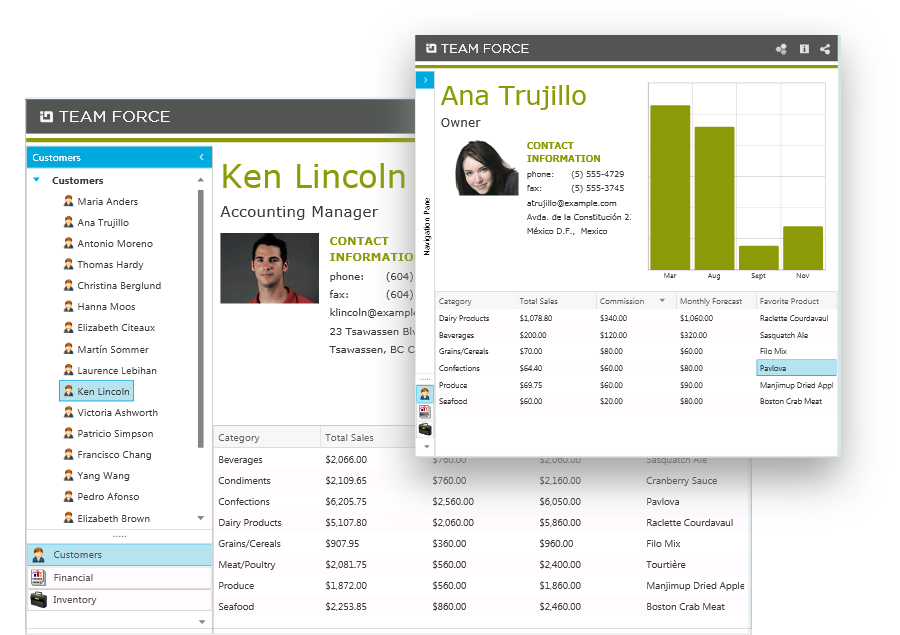 TEAM FORCE
Customers
Customers
Maria Anders
Ana Trujillo
Antonio Moreno
Thomas Hardy
Christina Berglund
Hanna Moos
Elizabeth Citeaux
Martín Sommer
Laurence Lebihan
Ken Lincoln
Victoria Ashworth
Patricio Simpson
Francisco Chang
Yang Wang
Pedro Afonso
Elizabeth Brown
Customers
Financial
Inventory
Ken Lincoln
Accounting Manager
CONTACT
INFORMATIO
phone: (604)
fax: (604)
klincoln@exampl
23 Tsawassen Blv
Tsawassen, BC C
Category Total Sales
Beverages $2,066.00 $760.00 $2,060.00 Sasquatch Ale
Condiments $2,109.65 $760.00 $2,160.00 Cranberry Sauce
Confections $6,205.75 $2,560.00 $6,050.00 Pavlova
Dairy Products $5,107.80 $2,060.00 $5,860.00 Raclette Courdavaul
Grains/Cereals $907.95 $360.00 $960.00 Filo Mix
Meat/Poultry $2,081.75 $560.00 $2,400.00 Tourtière
Produce $1,872.00 $560.00 $1,860.00 Manjimup Dried Apple
Seafood $2,253.85 $860.00 $2,460.00 Boston Crab Meat
TEAM FORCE
Navigation Pane
Ana Trujillo
Owner
CONTACT
INFORMATION
phone: (5) 555-4729
fax: (5) 555-3745
atrujillo@example.com
Avda. de la Constitución 2
México D.F., Mexico
Mar Aug Sept Nov
Category Total Sales Commission Monthly Forecast Favorite Product
Dairy Products $1,078.80 $340.00 $1,060.00 Raclette Courdavaul
Beverages $200.00 $120.00 $320.00 Sasquatch Ale
Grains/Cereals $70.00 $80.00 $60.00 Filo Mix
Confections $64.40 $60.00 $80.00 Pavlova
Produce $69.75 $60.00 $90.00 Manjimup Dried Appl
Seafood $60.00 $20.00 $80.00 Boston Crab Meat